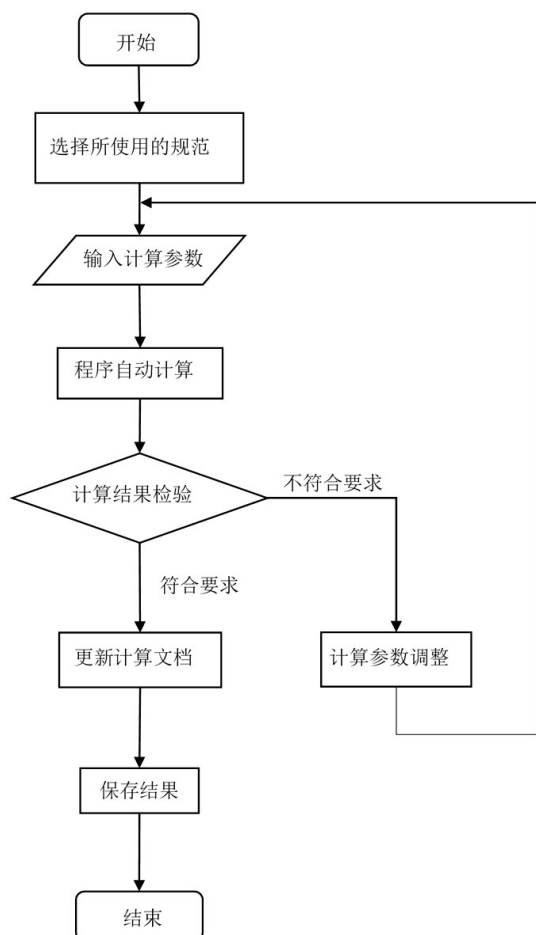 开始
选择所使用的规范
输入计算参数
程序自动计算
计算结果检验
不符合要求
符合要求
更新计算文档
计算参数调整
保存结果
结束